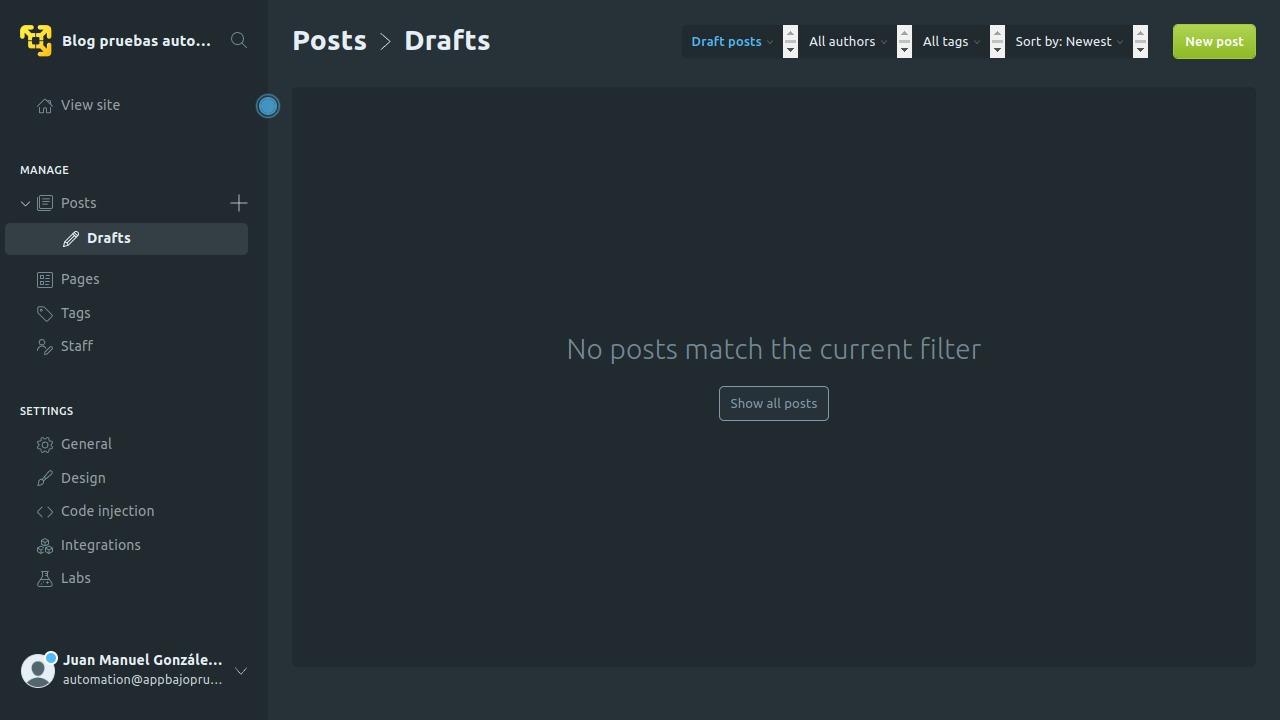 Blog pruebas auto...
View site
MANAGE
Posts
Drafts
Pages
Tags
Staff
SETTINGS
General
Design
Code injection
Integrations
Labs
Juan Manuel Gonzále...
automation@appbajopru...
Posts > Drafts
Draft posts
All authors
All tags
Sort by: Newest
New post
No posts match the current filter
Show all posts